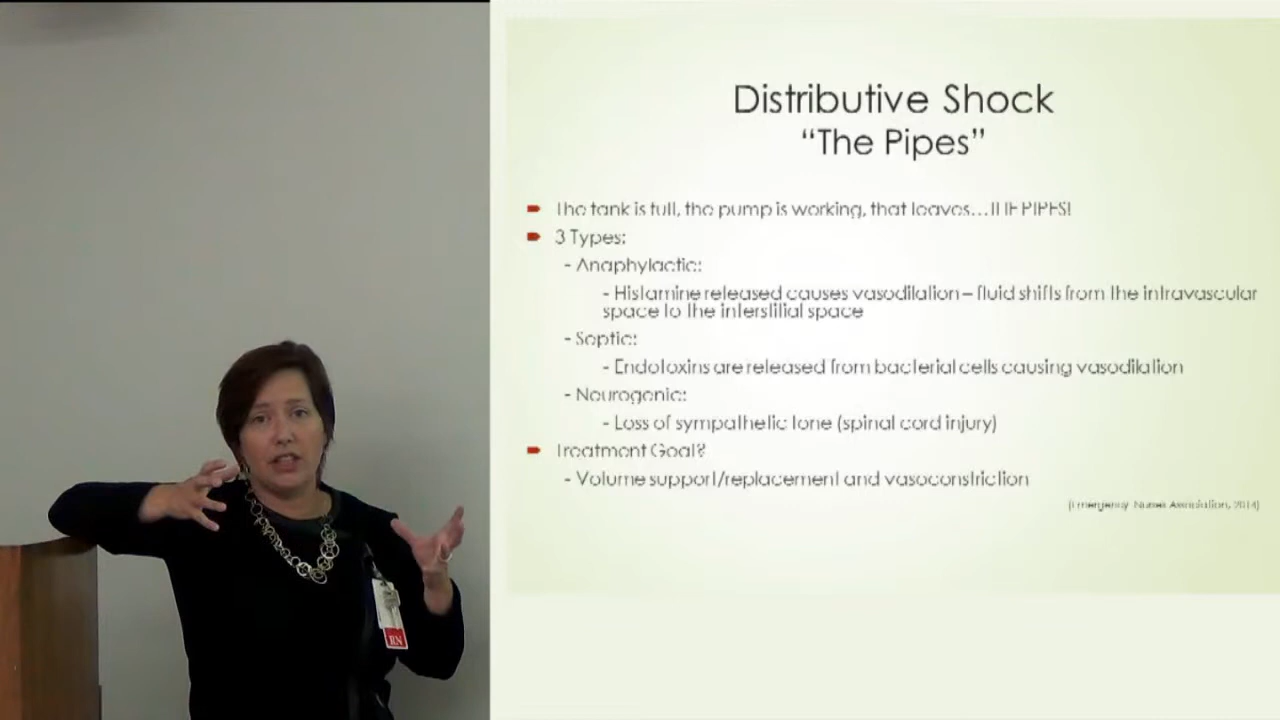 Distributive Shock
“The Pipes”
The tank is full, the pump is working, that leaves…THE PIPES!
3 Types:
- Anaphylactic:
- Histamine released causes vasodilation – fluid shifts from the intravascular
space to the interstitial space
- Septic:
- Endotoxins are released from bacterial cells causing vasodilation
- Neurogenic:
- Loss of sympathetic tone (spinal cord injury)
Treatment Goal?
- Volume support/replacement and vasoconstriction
(Emergency Nurses Association, 2014)
RN